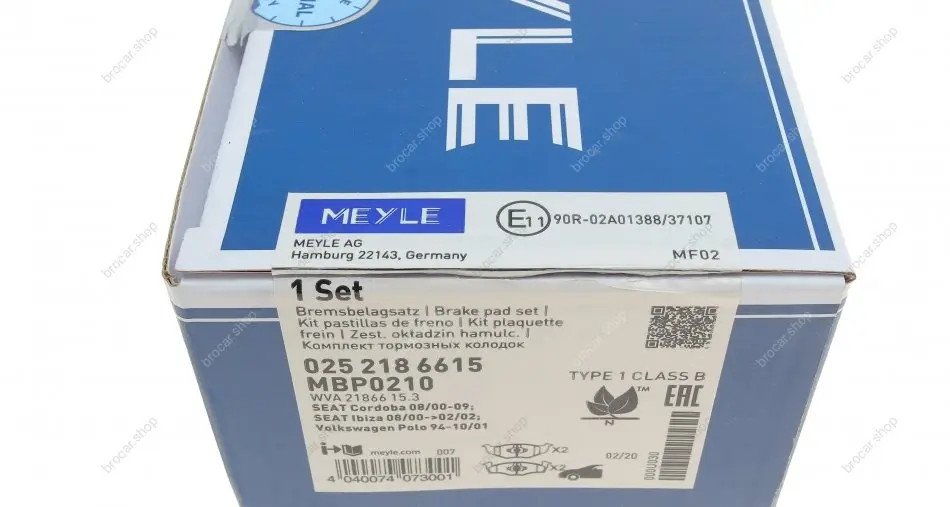 IAL
YLE
MEYLE
E11 90R-02A01388/37107
MEYLE AG
Hamburg 22143, Germany
MF02
1 Set
Bremsbelagsatz | Brake pad set |
Kit pastillas de freno | Kit plaquette
frein | Zest. okładzin hamulc. |
Комплект тормозных колодок
025 218 6615
MBP0210
WVA 21866 15.3
TYPE 1 CLASS B
SEAT Cordoba 08/00-09;
SEAT Ibiza 08/00->02/02;
Volkswagen Polo 94-10/01
TM
EAC
N
meyle.com 007
X2
X2
02/20
000U030
4 040074 073001
brocar.shop